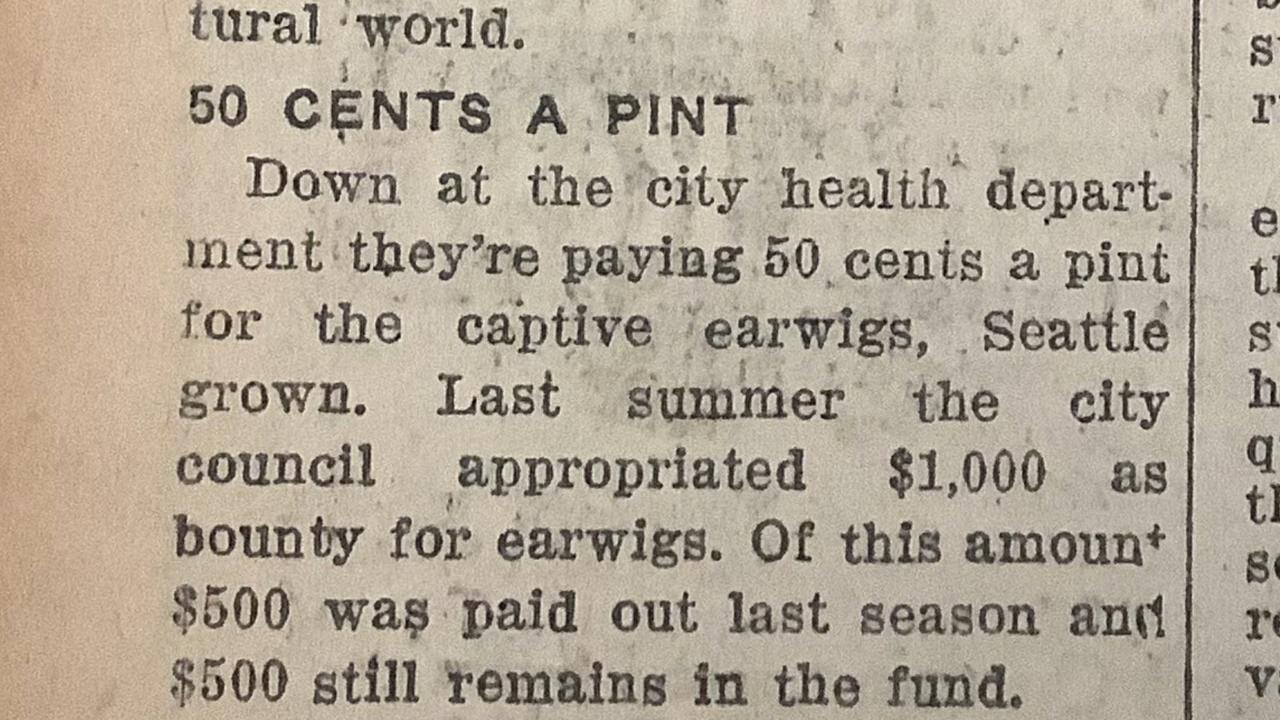 tural world.
50 CENTS A PINT
Down at the city health depart-
ment they're paying 50 cents a pint
for the captive earwigs, Seattle
grown. Last summer the city
council appropriated $1,000 as
bounty for earwigs. Of this amount
$500 was paid out last season and
$500 still remains in the fund.